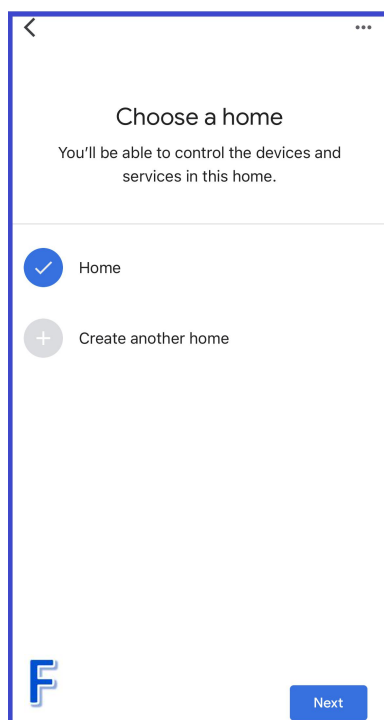 Choose a home
You'll be able to control the devices and
services in this home.
Home
Create another home
F
Next